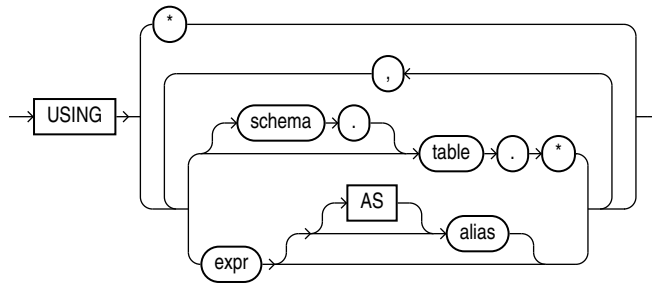 *
,
USING
schema .
table . *
AS
alias
expr